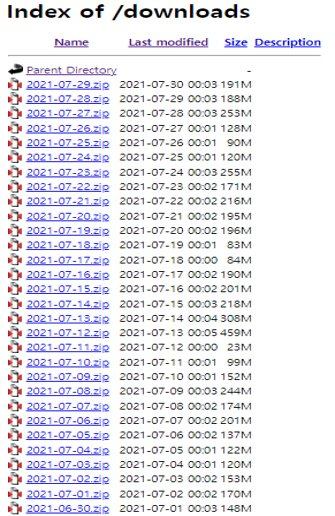 Index of /downloads
Name Last modified Size Description
Parent Directory -
2021-07-29.zip 2021-07-30 00:03 191M
2021-07-28.zip 2021-07-29 00:03 188M
2021-07-27.zip 2021-07-28 00:03 253M
2021-07-26.zip 2021-07-27 00:01 128M
2021-07-25.zip 2021-07-26 00:01 90M
2021-07-24.zip 2021-07-25 00:01 120M
2021-07-23.zip 2021-07-24 00:03 255M
2021-07-22.zip 2021-07-23 00:02 171M
2021-07-21.zip 2021-07-22 00:02 216M
2021-07-20.zip 2021-07-21 00:02 195M
2021-07-19.zip 2021-07-20 00:02 196M
2021-07-18.zip 2021-07-19 00:01 83M
2021-07-17.zip 2021-07-18 00:00 84M
2021-07-16.zip 2021-07-17 00:02 190M
2021-07-15.zip 2021-07-16 00:02 201M
2021-07-14.zip 2021-07-15 00:03 218M
2021-07-13.zip 2021-07-14 00:04 308M
2021-07-12.zip 2021-07-13 00:05 459M
2021-07-11.zip 2021-07-12 00:00 23M
2021-07-10.zip 2021-07-11 00:01 99M
2021-07-09.zip 2021-07-10 00:01 152M
2021-07-08.zip 2021-07-09 00:03 244M
2021-07-07.zip 2021-07-08 00:02 174M
2021-07-06.zip 2021-07-07 00:02 201M
2021-07-05.zip 2021-07-06 00:02 137M
2021-07-04.zip 2021-07-05 00:01 122M
2021-07-03.zip 2021-07-04 00:01 120M
2021-07-02.zip 2021-07-03 00:02 153M
2021-07-01.zip 2021-07-02 00:02 170M
2021-06-30.zip 2021-07-01 00:03 148M